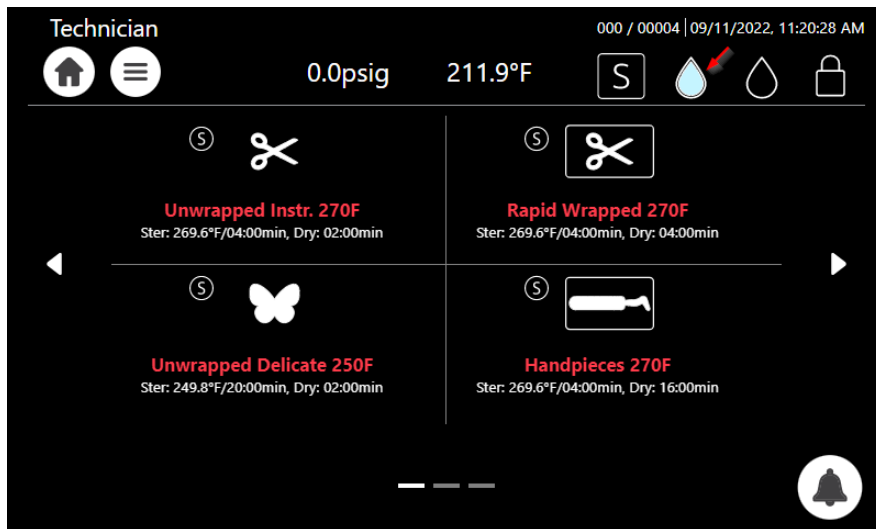 Technician
000 / 00004 | 09/11/2022, 11:20:28 AM
0.0psig 211.9°F S
S
Unwrapped Instr. 270F
Ster: 269.6°F/04:00min, Dry: 02:00min
S
Rapid Wrapped 270F
Ster: 269.6°F/04:00min, Dry: 04:00min
S
Unwrapped Delicate 250F
Ster: 249.8°F/20:00min, Dry: 02:00min
S
Handpieces 270F
Ster: 269.6°F/04:00min, Dry: 16:00min